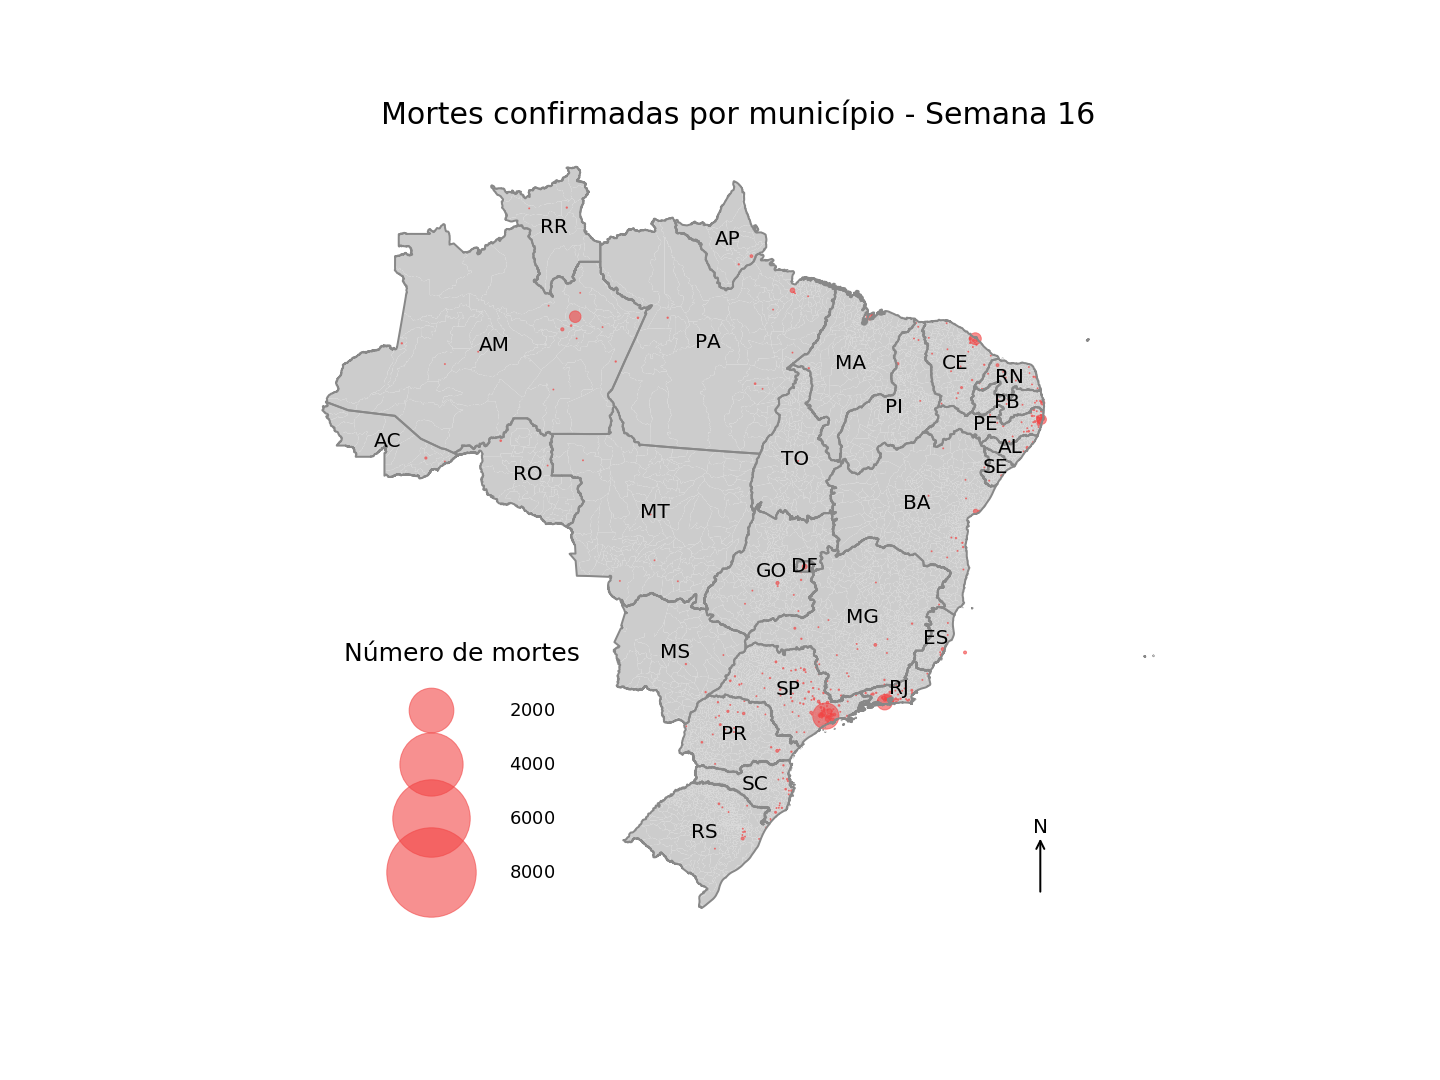 Mortes confirmadas por município - Semana 16
RR
AP
AM
PA
MA
CE
RN
PB
PI
PE
AC
AL
TO
SE
RO
BA
MT
GO
DF
MG
ES
MS
SP
RJ
PR
SC
RS
Número de mortes
2000
4000
6000
8000
N